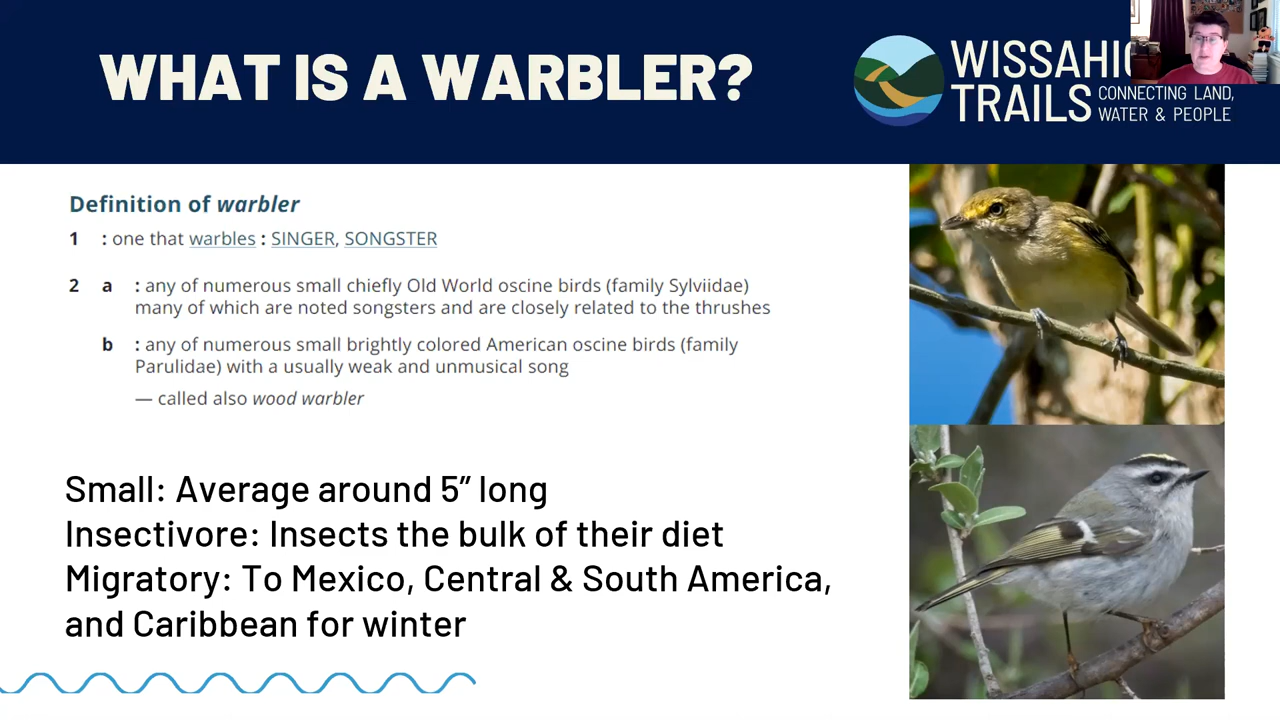 WHAT IS A WARBLER?
WISSAHIC
TRAILS CONNECTING LAND,
WATER & PEOPLE
Definition of warbler
1 : one that warbles : SINGER, SONGSTER
2 a : any of numerous small chiefly Old World oscine birds (family Sylviidae)
many of which are noted songsters and are closely related to the thrushes
b : any of numerous small brightly colored American oscine birds (family
Parulidae) with a usually weak and unmusical song
— called also wood warbler
Small: Average around 5” long
Insectivore: Insects the bulk of their diet
Migratory: To Mexico, Central & South America,
and Caribbean for winter